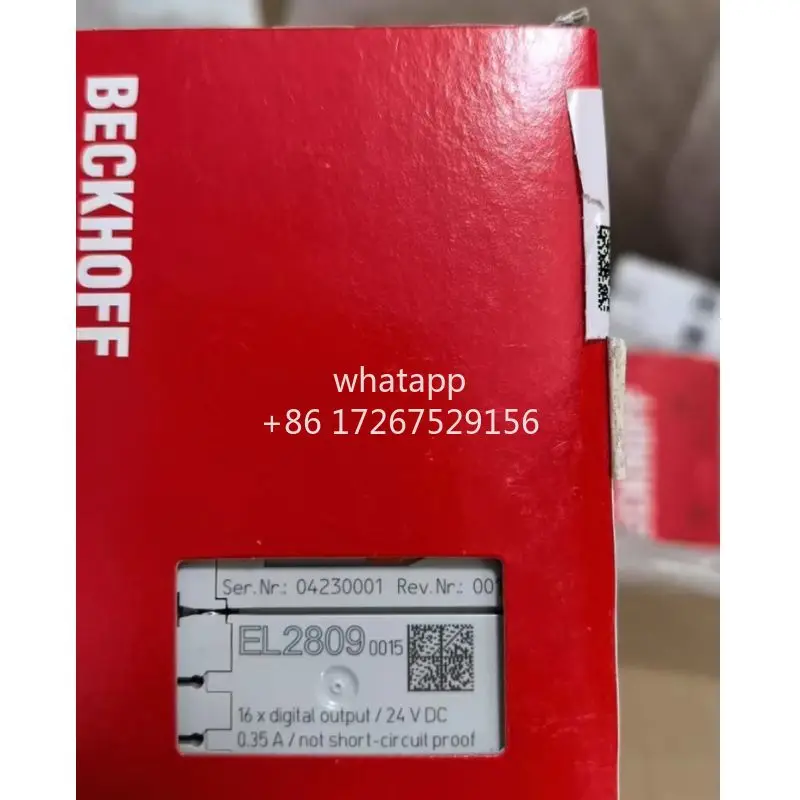 BECKHOFF
whatapp
+86 17267529156
Ser.Nr.: 04230001 Rev.Nr.: 001
EL2809 0015
16 x digital output / 24 V DC
0.35 A / not short-circuit proof